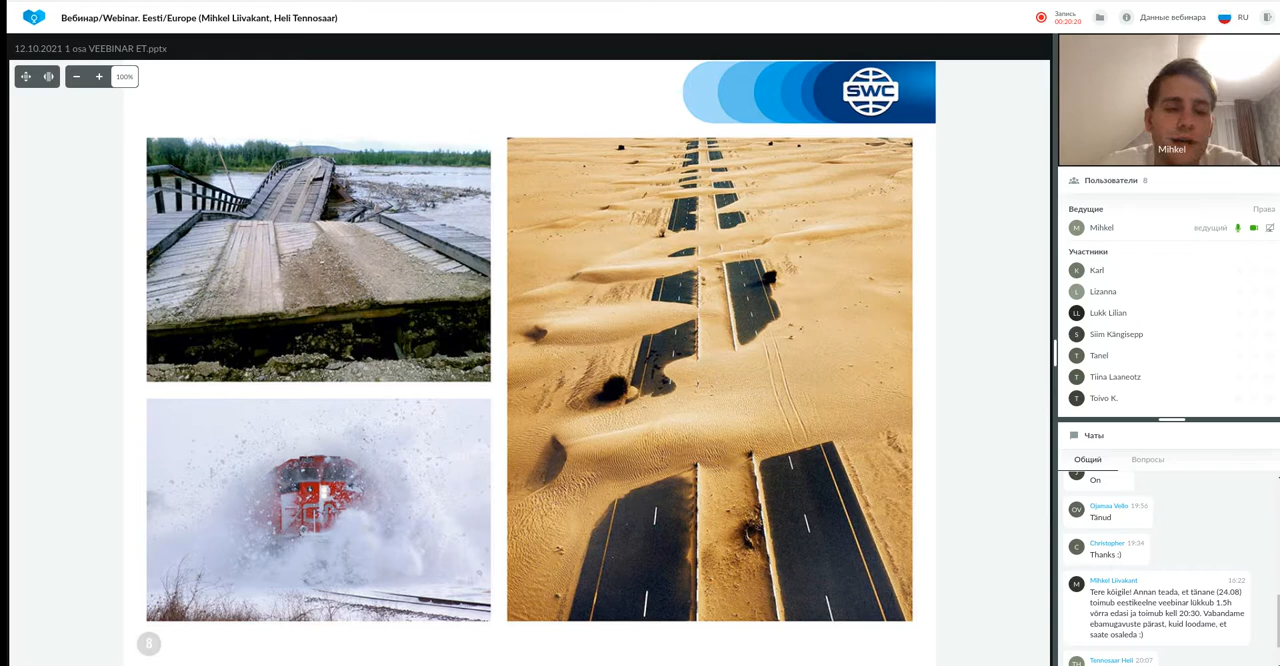 Вебинар/Webinar. Eesti/Europe (Mihkel Liivakant, Heli Tennosaar)
Запись
00:20:20
Данные вебинара
RU
12.10.2021 1 osa VEEBINAR ET.pptx
100%
SWC
8
Mihkel
Пользователи 8
Ведущие Права
M Mihkel ведущий
Участники
K Karl
L Lizanna
LL Lukk Lilian
S Siim Kängisepp
T Tanel
T Tiina Laaneotz
T Toivo K.
Чаты
Общий Вопросы
On
OV Ojamaa Vello 19:56
Tänud
C Christopher 19:34
Thanks :)
M Mihkel Liivakant 16:22
Tere kõigile! Annan teada, et tänane (24.08)
toimub eestikeelne veebinar lükkub 1.5h
võrra edasi ja toimub kell 20:30. Vabandame
ebamugavuste pärast, kuid loodame, et
saate osaleda :)
TH Tennosaar Heli 20:07